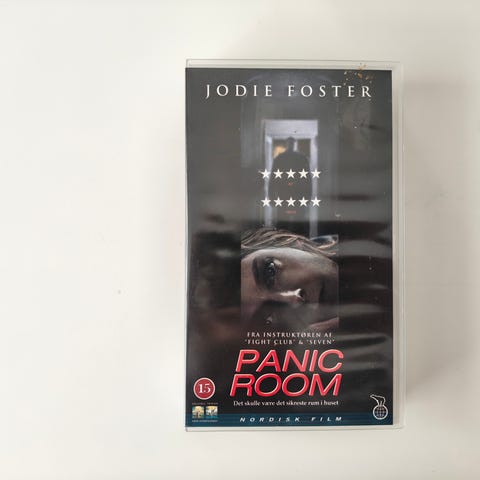 JODIE FOSTER
FRA INSTRUKTØREN AF
"FIGHT CLUB" & "SEVEN"
PANIC
ROOM
15
Det skulle være det sikreste rum i huset
NORDISK FILM